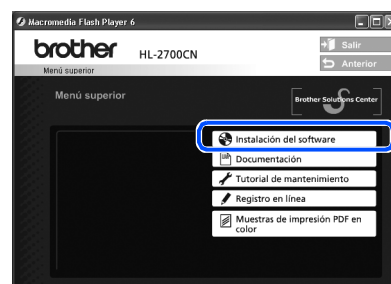 Macromedia Flash Player 6
brother HL-2700CN
Salir
Anterior
Menú superior
Menú superior
Brother Solutions Center
Instalación del software
Documentación
Tutorial de mantenimiento
Registro en línea
Muestras de impresión PDF en
color